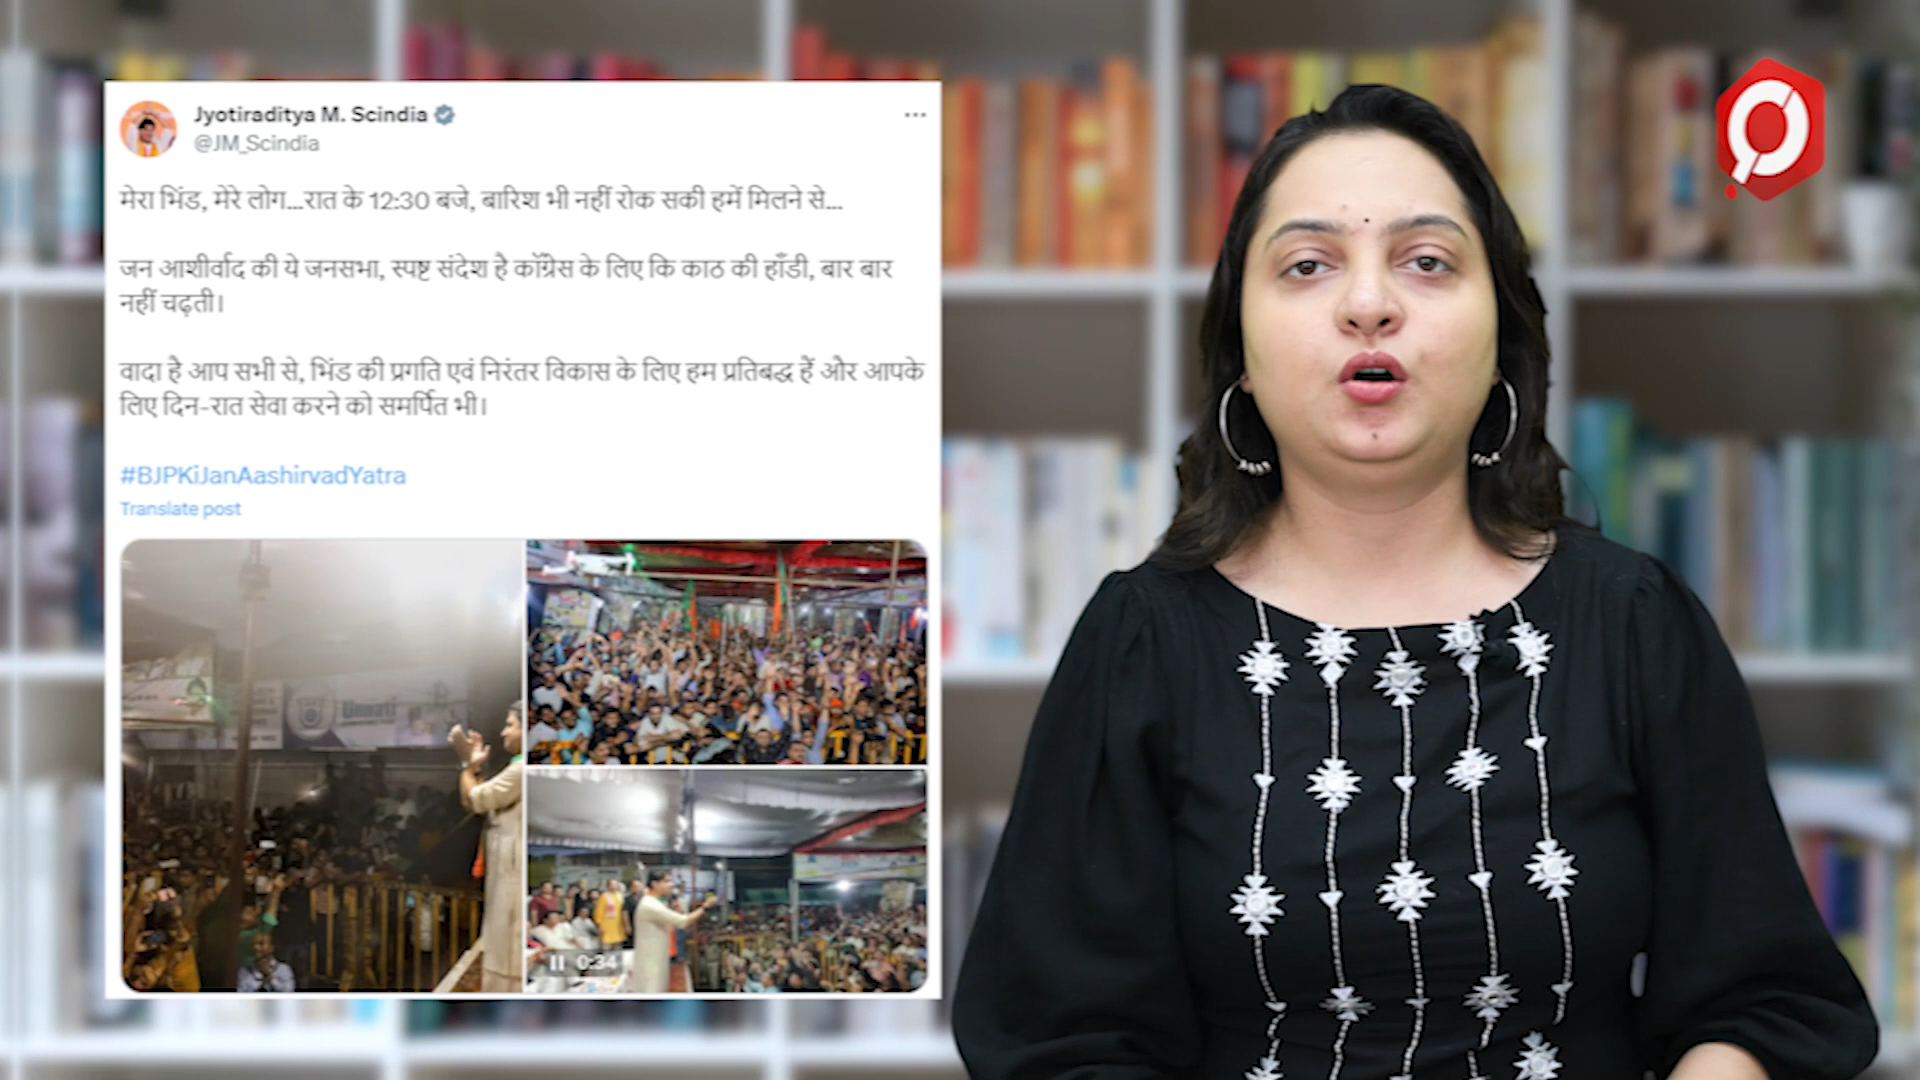 Jyotiraditya M. Scindia
@JM_Scindia
मेरा भिंड, मेरे लोग...रात के 12:30 बजे, बारिश भी नहीं रोक सकी हमें मिलने से...
जन आशीर्वाद की ये जनसभा, स्पष्ट संदेश है कॉंग्रेस के लिए कि काठ की हाँडी, बार बार
नहीं चढ़ती।
वादा है आप सभी से, भिंड की प्रगति एवं निरंतर विकास के लिए हम प्रतिबद्ध हैं और आपके
लिए दिन-रात सेवा करने को समर्पित भी।
#BJPKiJanAashirvadYatra
Translate post
0:34